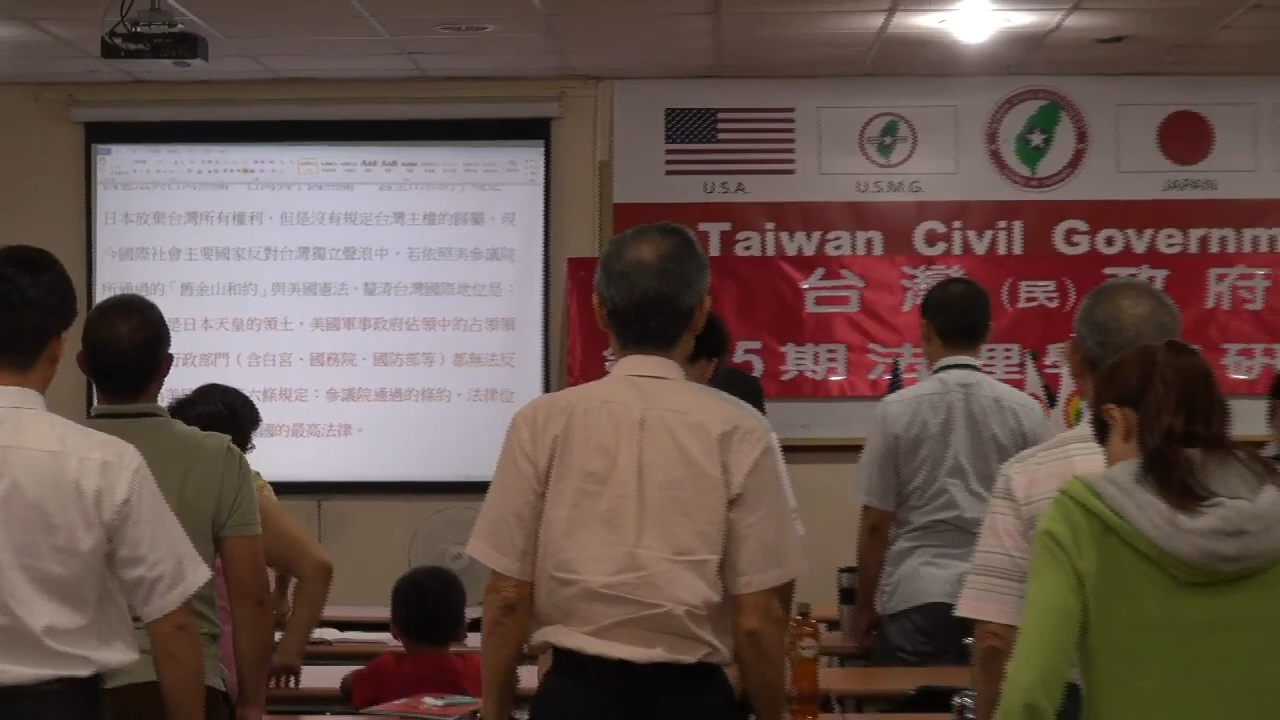 日本放棄台灣所有權利，但是沒有規定台灣主權的歸屬。現
今國際社會主要國家反對台灣獨立聲浪中，若依照美參議院
所通過的「舊金山和約」與美國憲法、釐清台灣國際地位是：
是日本天皇的領土，美國軍事政府佔領中的占領領
行政部門（含白宮、國務院、國防部等）都無法反
六條規定：參議院通過的條約，法律位
國的最高法律。
U.S.A
U.S.M.G.
JAPAN
Taiwan Civil Governm
台灣（民）政府
5期法理學 研